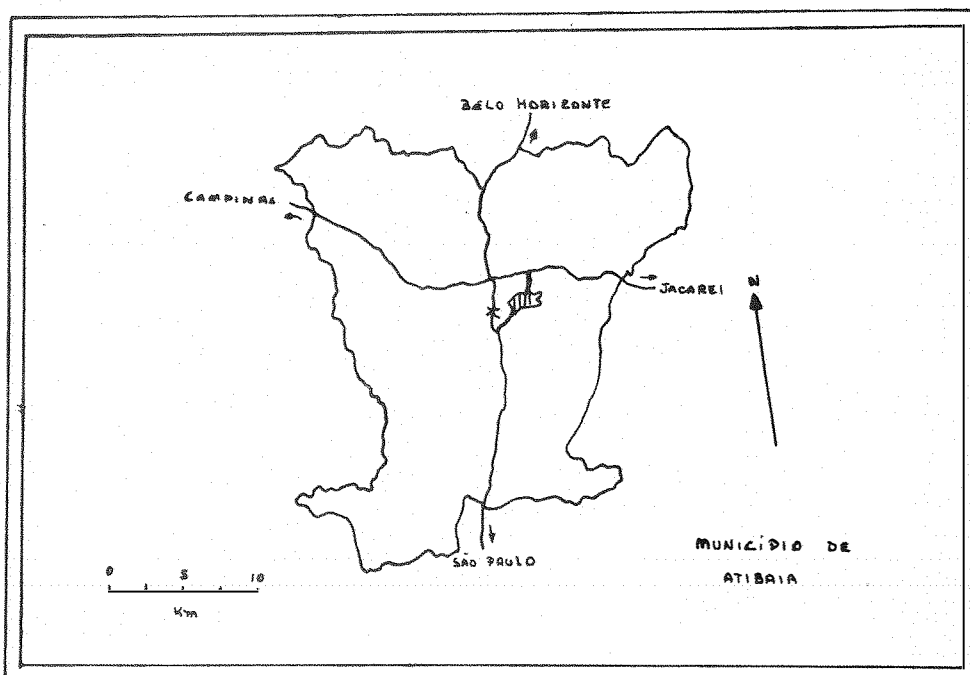 BELO HORIZONTE
CAMPINAS
JACAREI
N
SÃO PAULO
MUNICÍPIO DE
ATIBAIA
0 5 10
Km